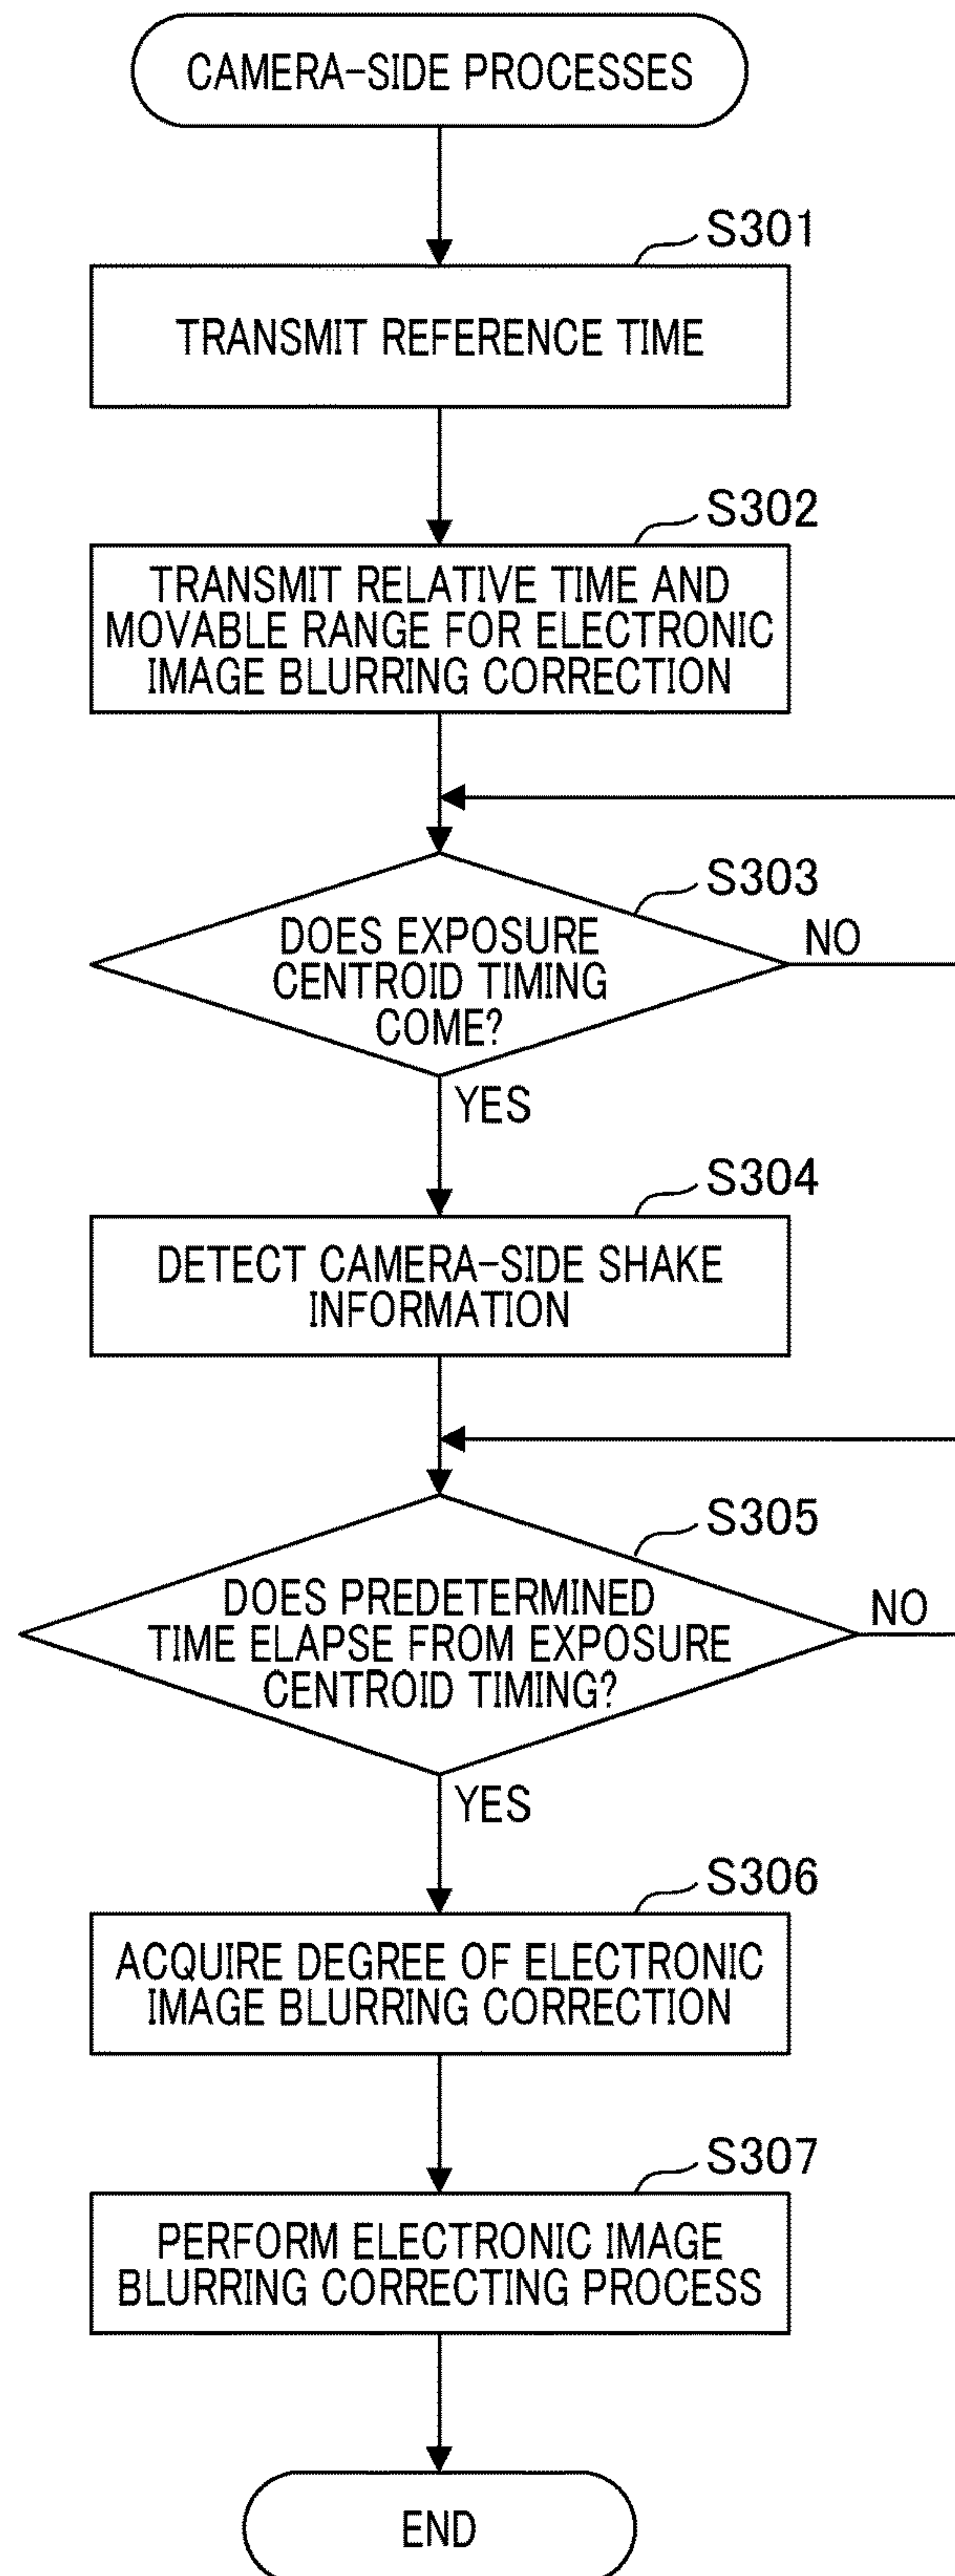 CAMERA-SIDE PROCESSES
S301
TRANSMIT REFERENCE TIME
S302
TRANSMIT RELATIVE TIME AND
MOVABLE RANGE FOR ELECTRONIC
IMAGE BLURRING CORRECTION
S303
DOES EXPOSURE
CENTROID TIMING
COME?
NO
YES
S304
DETECT CAMERA-SIDE SHAKE
INFORMATION
S305
DOES PREDETERMINED
TIME ELAPSE FROM EXPOSURE
CENTROID TIMING?
NO
YES
S306
ACQUIRE DEGREE OF ELECTRONIC
IMAGE BLURRING CORRECTION
S307
PERFORM ELECTRONIC IMAGE
BLURRING CORRECTING PROCESS
END